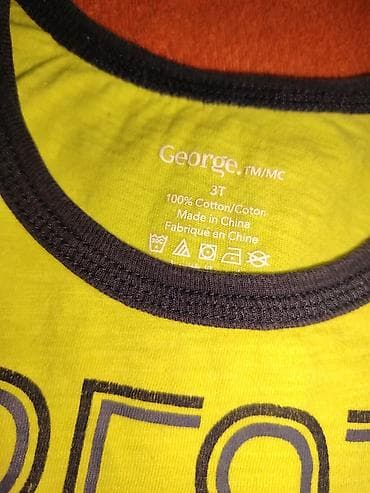 George.TM/MC
3T
100% Cotton/Coton
Made in China
Fabriqué en Chine